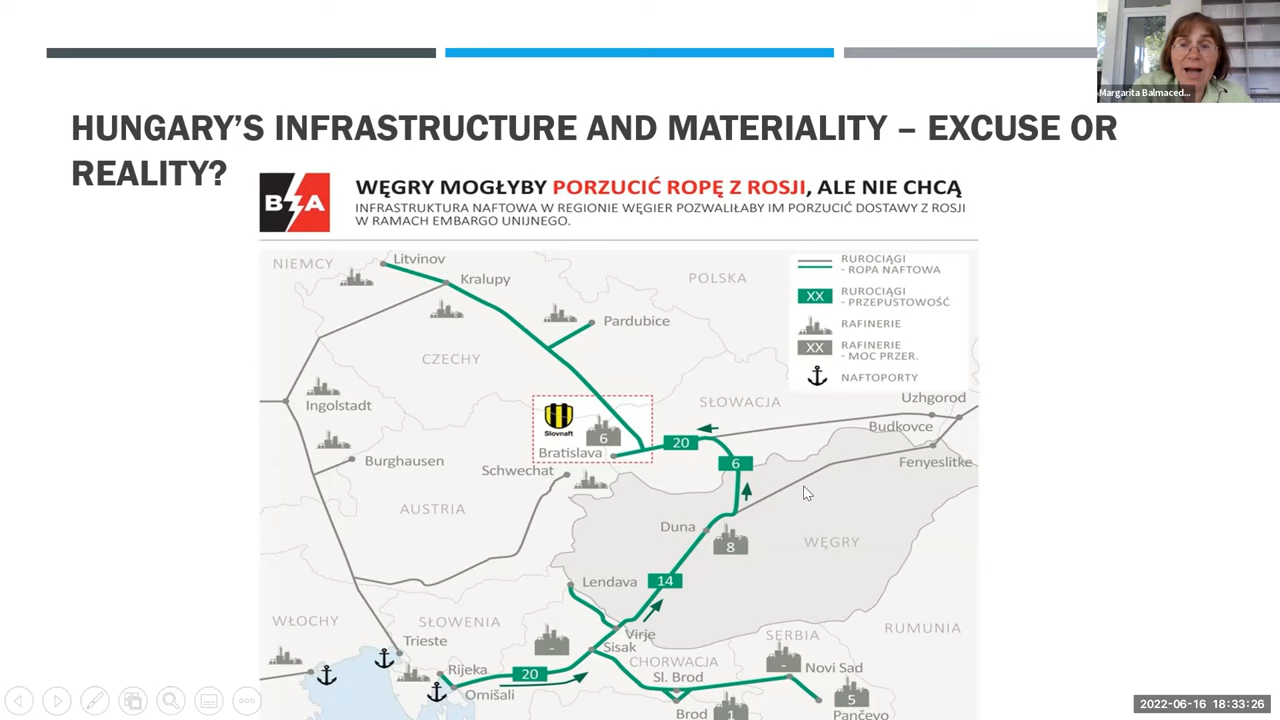 Margarita Balmaced...
HUNGARY'S INFRASTRUCTURE AND MATERIALITY – EXCUSE OR
REALITY?
B A
WĘGRY MOGŁYBY PORZUCIĆ ROPĘ Z ROSJI, ALE NIE CHCĄ
INFRASTRUKTURA NAFTOWA W REGIONIE WĘGIER POZWALIŁABY IM PORZUCIĆ DOSTAWY Z ROSJI
W RAMACH EMBARGO UNIJNEGO.
NIEMCY
Litvinov
Kralupy
POLSKA
RUROCIĄGI
- ROPA NAFTOWA
XX
RUROCIĄGI
- PRZEPUSTOWOŚĆ
RAFINERIE
XX
RAFINERIE
- MOC PRZER.
NAFTOPORTY
Pardubice
CZECHY
Ingolstadt
SŁOWACJA
Uzhgorod
Budkovce
Slovnaft
6
20
Bratislava
Burghausen
Schwechat
6
Fenyeslitke
AUSTRIA
Duna
8
WĘGRY
Lendava
14
WŁOCHY
SŁOWENIA
Virje
SERBIA
RUMUNIA
Trieste
-
Sisak
CHORWACJA
-
Rijeka
20
Sl. Brod
Novi Sad
Omišali
5
Brod
1
Pančevo
2022-06-16 18:33:26